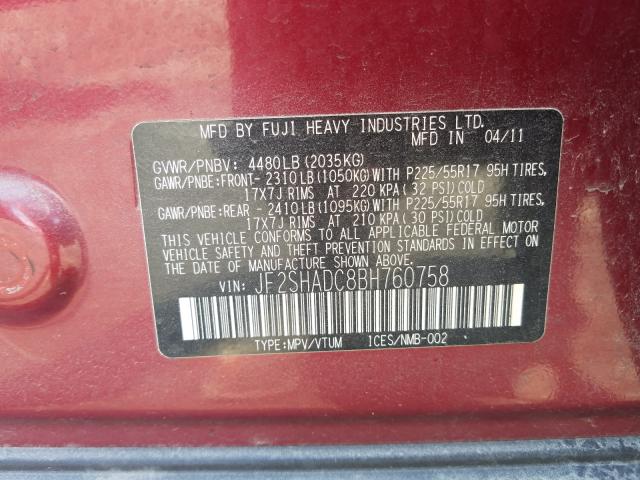 MFD BY FUJI HEAVY INDUSTRIES LTD.
MFD IN 04/11
GVWR/PNBV: 4480LB(2035KG)
GAWR/PNBE:FRONT- 2310LB(1050KG)WITH P225/55R17 95H TIRES,
17X7J RIMS AT 220 KPA(32 PSI)COLD
GAWR/PNBE:REAR - 2410LB(1095KG)WITH P225/55R17 95H TIRES,
17X7J RIMS AT 210 KPA(30 PSI)COLD
THIS VEHICLE CONFORMS TO ALL APPLICABLE FEDERAL MOTOR
VEHICLE SAFETY AND THEFT PREVENTION STANDARDS IN EFFECT
ON THE DATE OF MANUFACTURE SHOWN ABOVE.
VIN: JF2SHADC8BH760758
TYPE:MPV/VTUM ICES/NMB-002